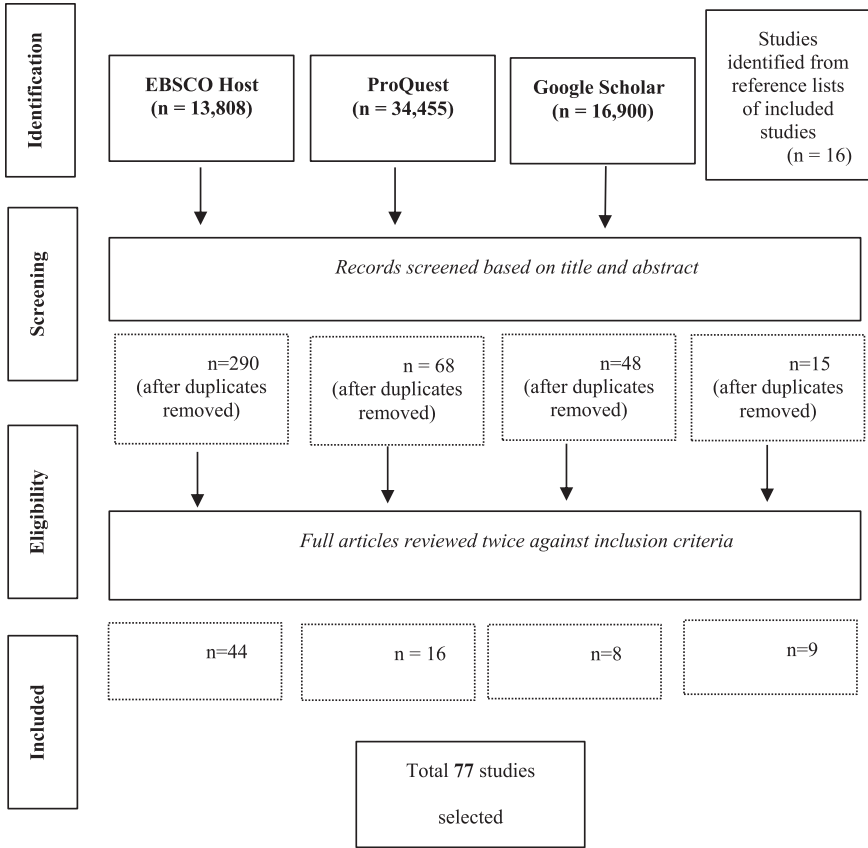 Identification
EBSCO Host
(n = 13,808)
ProQuest
(n = 34,455)
Google Scholar
(n = 16,900)
Studies
identified from
reference lists
of included
studies
(n = 16)
Screening
Records screened based on title and abstract
n=290
(after duplicates
removed)
n = 68
(after duplicates
removed)
n=48
(after duplicates
removed)
n=15
(after duplicates
removed)
Eligibility
Full articles reviewed twice against inclusion criteria
Included
n=44
n = 16
n=8
n=9
Total 77 studies
selected